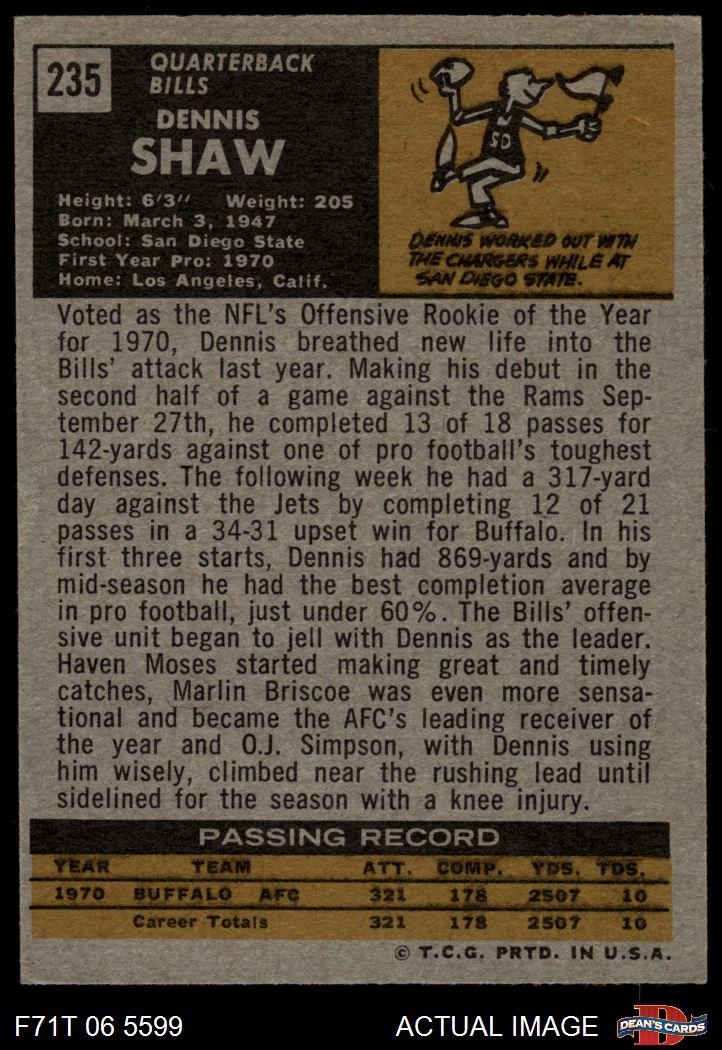 235
QUARTERBACK
BILLS
DENNIS
SHAW
Height: 6'3" Weight: 205
Born: March 3, 1947
School: San Diego State
First Year Pro: 1970
Home: Los Angeles, Calif.
SD
DENNIS WORKED OUT WITH
THE CHARGERS WHILE AT
SAN DIEGO STATE.
Voted as the NFL's Offensive Rookie of the Year
for 1970, Dennis breathed new life into the
Bills' attack last year. Making his debut in the
second half of a game against the Rams Sep-
tember 27th, he completed 13 of 18 passes for
142-yards against one of pro football's toughest
defenses. The following week he had a 317-yard
day against the Jets by completing 12 of 21
passes in a 34-31 upset win for Buffalo. In his
first three starts, Dennis had 869-yards and by
mid-season he had the best completion average
in pro football, just under 60%. The Bills' offen-
sive unit began to jell with Dennis as the leader.
Haven Moses started making great and timely
catches, Marlin Briscoe was even more sensa-
tional and became the AFC's leading receiver of
the year and O.J. Simpson, with Dennis using
him wisely, climbed near the rushing lead until
sidelined for the season with a knee injury.
PASSING RECORD
YEAR TEAM ATT. COMP. YDS. TDS.
1970 BUFFALO AFC 321 178 2507 10
Career Totals 321 178 2507 10
© T.C.G. PRTD. IN U.S.A.
F71T 06 5599 ACTUAL IMAGE
D
DEAN'S CARDS